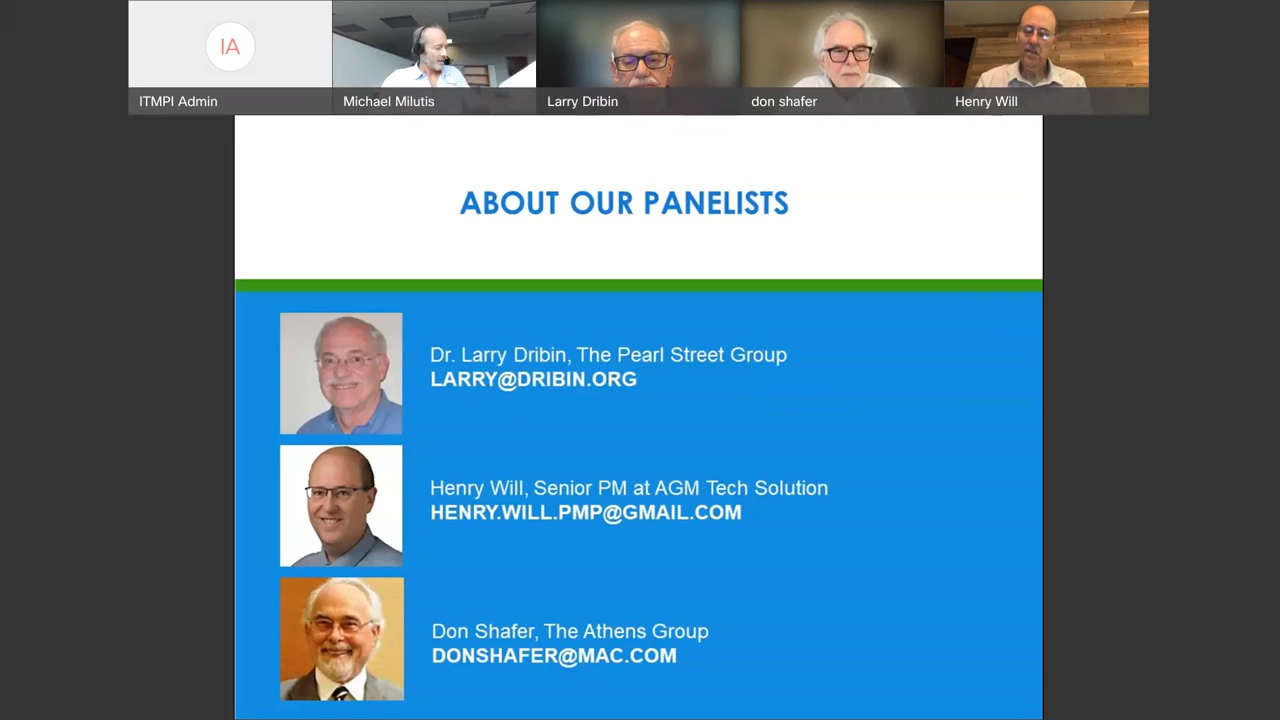 IA
ITMPI Admin
Michael Milutis
Larry Dribin
don shafer
Henry Will
ABOUT OUR PANELISTS
Dr. Larry Dribin, The Pearl Street Group
LARRY@DRIBIN.ORG
Henry Will, Senior PM at AGM Tech Solution
HENRY.WILL.PMP@GMAIL.COM
Don Shafer, The Athens Group
DONSHAFER@MAC.COM